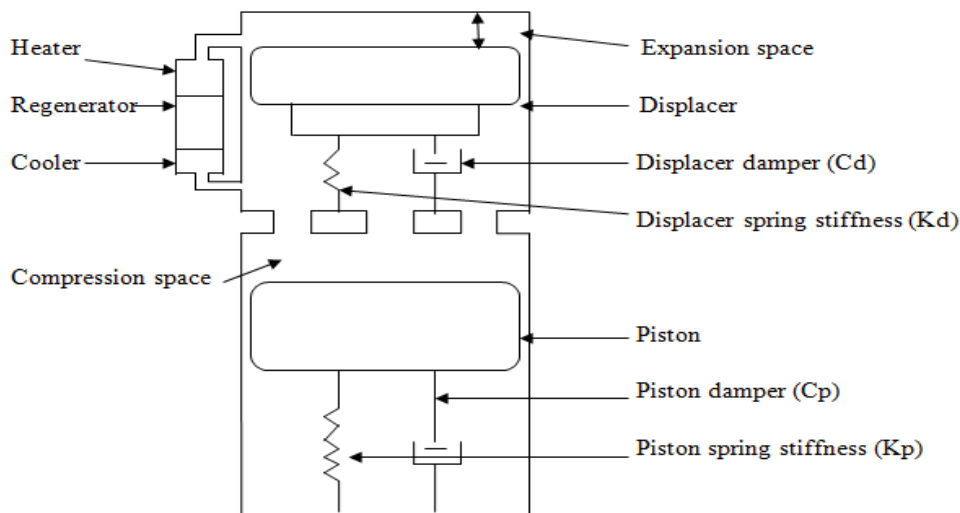 Heater
Regenerator
Cooler
Compression space
Expansion space
Displacer
Displacer damper (Cd)
Displacer spring stiffness (Kd)
Piston
Piston damper (Cp)
Piston spring stiffness (Kp)